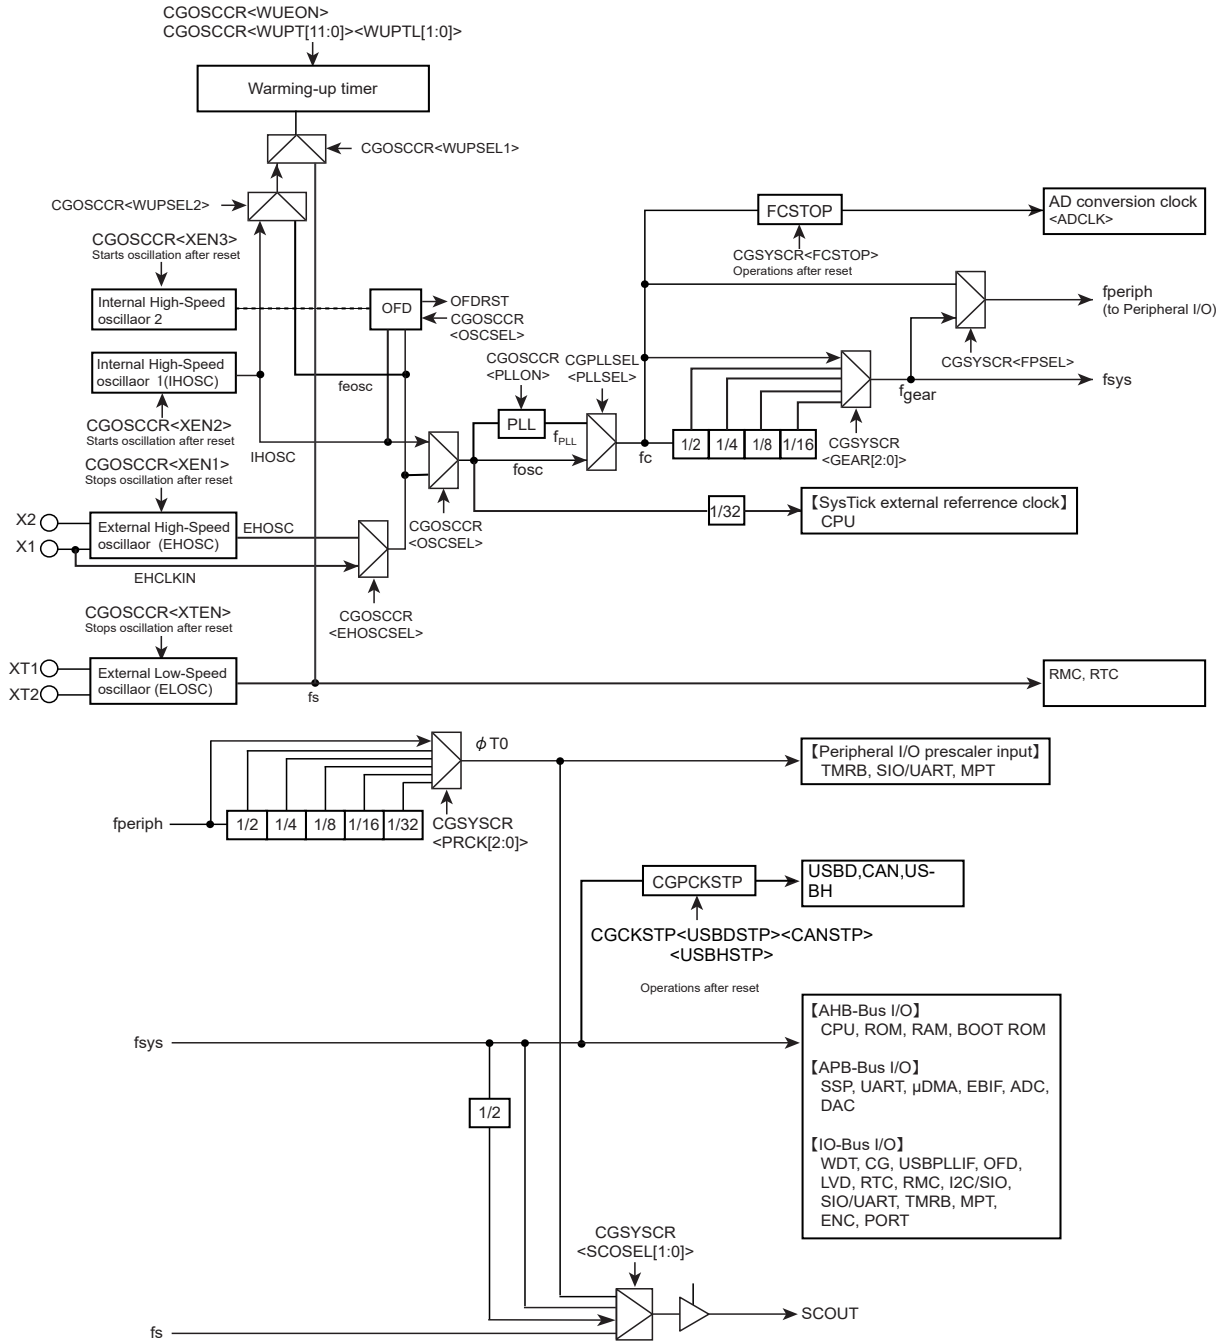 CGOSCCR<WUEON>
CGOSCCR<WUPT[11:0]><WUPTL[1:0]>
Warming-up timer
CGOSCCR<WUPSEL1>
CGOSCCR<WUPSEL2>
CGOSCCR<XEN3>
Starts oscillation after reset
Internal High-Speed
oscillaor 2
OFD
OFDRST
CGOSCCR
<OSCSEL>
Internal High-Speed
oscillaor 1(IHOSC)
CGOSCCR<XEN2>
Starts oscillation after reset
feosc
IHOSC
CGOSCCR<XEN1>
Stops oscillation after reset
X2
X1
External High-Speed
oscillaor (EHOSC)
EHOSC
EHCLKIN
CGOSCCR
<EHOSCSEL>
CGOSCCR
<OSCSEL>
CGOSCCR
<PLLON>
PLL
fPLL
fosc
CGPLLSEL
<PLLSEL>
fc
FCSTOP
CGSYSCR<FCSTOP>
Operations after reset
AD conversion clock
<ADCLK>
fperiph
(to Peripheral I/O)
CGSYSCR<FPSEL>
fsys
fgear
1/2
1/4
1/8
1/16
CGSYSCR
<GEAR[2:0]>
1/32
【SysTick external referrence clock】
CPU
CGOSCCR<XTEN>
Stops oscillation after reset
XT1
XT2
External Low-Speed
oscillaor (ELOSC)
fs
RMC, RTC
ϕT0
【Peripheral I/O prescaler input】
TMRB, SIO/UART, MPT
fperiph
1/2
1/4
1/8
1/16
1/32
CGSYSCR
<PRCK[2:0]>
CGPCKSTP
USBD,CAN,US-
BH
CGCKSTP<USBDSTP><CANSTP>
<USBHSTP>
Operations after reset
fsys
1/2
【AHB-Bus I/O】
CPU, ROM, RAM, BOOT ROM
【APB-Bus I/O】
SSP, UART, µDMA, EBIF, ADC,
DAC
【IO-Bus I/O】
WDT, CG, USBPLLIF, OFD,
LVD, RTC, RMC, I2C/SIO,
SIO/UART, TMRB, MPT,
ENC, PORT
CGSYSCR
<SCOSEL[1:0]>
SCOUT
fs